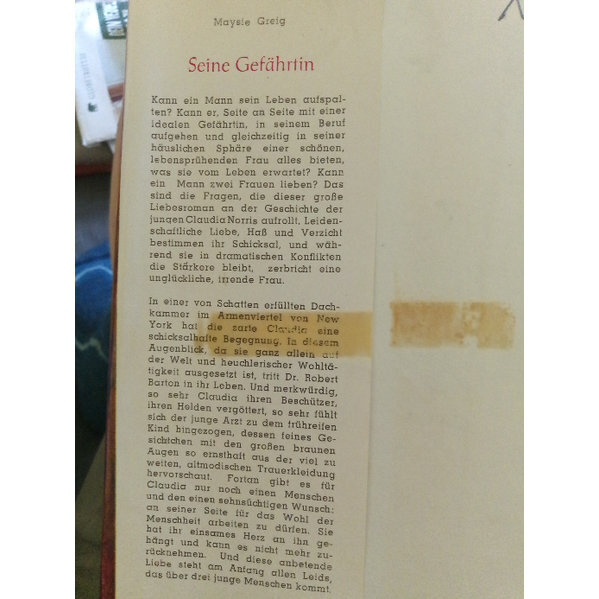 Maysie Greig
Seine Gefährtin
Kann ein Mann sein Leben aufspal-
ten? Kann er, Seite an Seite mit einer
idealen Gefährtin, in seinem Beruf
aufgehen und gleichzeitig in seiner
häuslichen Sphäre einer schönen,
lebensprühenden Frau alles bieten,
was sie vom Leben erwartet? Kann
ein Mann zwei Frauen lieben? Das
sind die Fragen, die dieser große
Liebesroman an der Geschichte der
jungen Claudia Norris aufrollt. Leiden-
schaftliche Liebe, Haß und Verzicht
bestimmen ihr Schicksal, und wäh-
rend sie in dramatischen Konflikten
die Stärkere bleibt, zerbricht eine
unglückliche, irrende Frau.
In einer von Schatten erfüllten Dach-
kammer im Armenviertel von New
York hat die zarte Claudia eine
schicksalhafte Begegnung. In diesem
Augenblick, da sie ganz allein auf
der Welt und heuchlerischer Wohltä-
tigkeit ausgesetzt ist, tritt Dr. Robert
Barton in ihr Leben. Und merkwürdig,
so sehr Claudia ihren Beschützer,
ihren Helden vergöttert, so sehr fühlt
sich der junge Arzt zu dem frühreifen
Kind hingezogen, dessen feines Ge-
sichtchen mit den großen braunen
Augen so ernsthaft aus der viel zu
weiten, altmodischen Trauerkleidung
hervorschaut. Fortan gibt es für
Claudia nur noch einen Menschen
und den einen sehnsüchtigen Wunsch:
an seiner Seite für das Wohl der
Menschheit arbeiten zu dürfen. Sie
hat ihr einsames Herz an ihn ge-
hängt und kann es nicht mehr zu-
rücknehmen. Und diese anbetende
Liebe steht am Anfang allen Leids,
das über drei junge Menschen kommt.